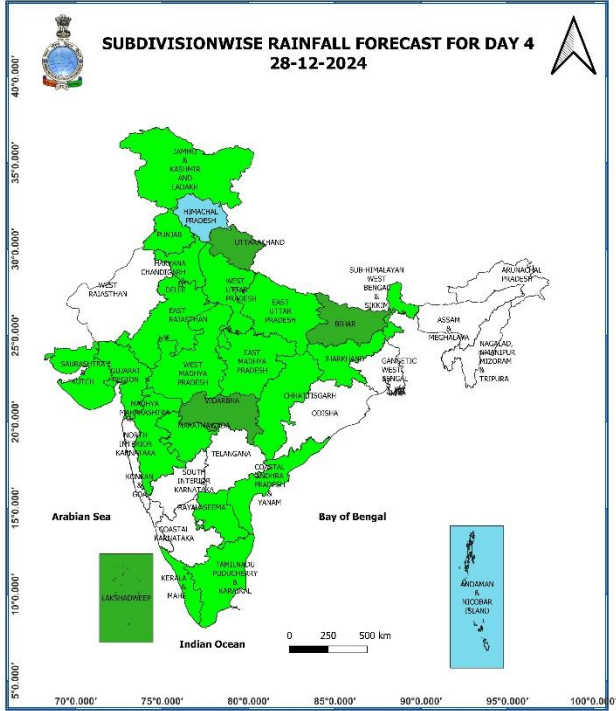 SUBDIVISIONWISE RAINFALL FORECAST FOR DAY 4
28-12-2024
40°0.000'
35°0.000'
30°0.000'
25°0.000'
20°0.000'
15°0.000'
10°0.000'
5°0.000'
JAMMU
&
KASHMIR
AND
LADAKH
HIMACHAL
PRADESH
PUNJAB
UTTARAKHAND
HARYANA
CHANDIGARH
DELHI
WEST
RAJASTHAN
WEST
UTTAR
PRADESH
EAST
RAJASTHAN
EAST
UTTAR
PRADESH
SUB-HIMALAYAN
WEST
BENGAL
&
SIKKIM
ARUNACHAL
PRADESH
BIHAR
ASSAM
&
MEGHALAYA
NAGALAD,
MANIPUR
MIZORAM
&
TRIPURA
SAURASHTRA
&
KUTCH
GUJARAT
REGION
WEST
MADHYA
PRADESH
EAST
MADHYA
PRADESH
JHARKHAND
GANGETIC
WEST
BENGAL
CHHATTISGARH
ODISHA
VIDARBHA
MADHYA
MAHARASHTRA
MARATHWADA
NORTH
INTERIOR
KARNATAKA
TELANGANA
KONKAN
&
GOA
SOUTH
INTERIOR
KARNATAKA
COASTAL
ANDHRA
PRADESH
&
YANAM
RAYALASEEMA
Arabian Sea
Bay of Bengal
COASTAL
KARNATAKA
TAMILNADU
PUDUCHERRY
&
KARAIKAL
KERALA
&
MAHE
LAKSHADWEEP
ANDAMAN
&
NICOBAR
ISLAND
Indian Ocean
0 250 500 km
70°0.000' 75°0.000' 80°0.000' 85°0.000' 90°0.000' 95°0.000' 100°0.000'